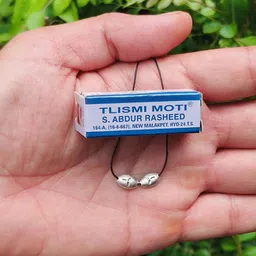 TLISMI MOTI
S. ABDUR RASHEED
164-A, (16-8-667), NEW MALAKPET, HYD-24.T.S.